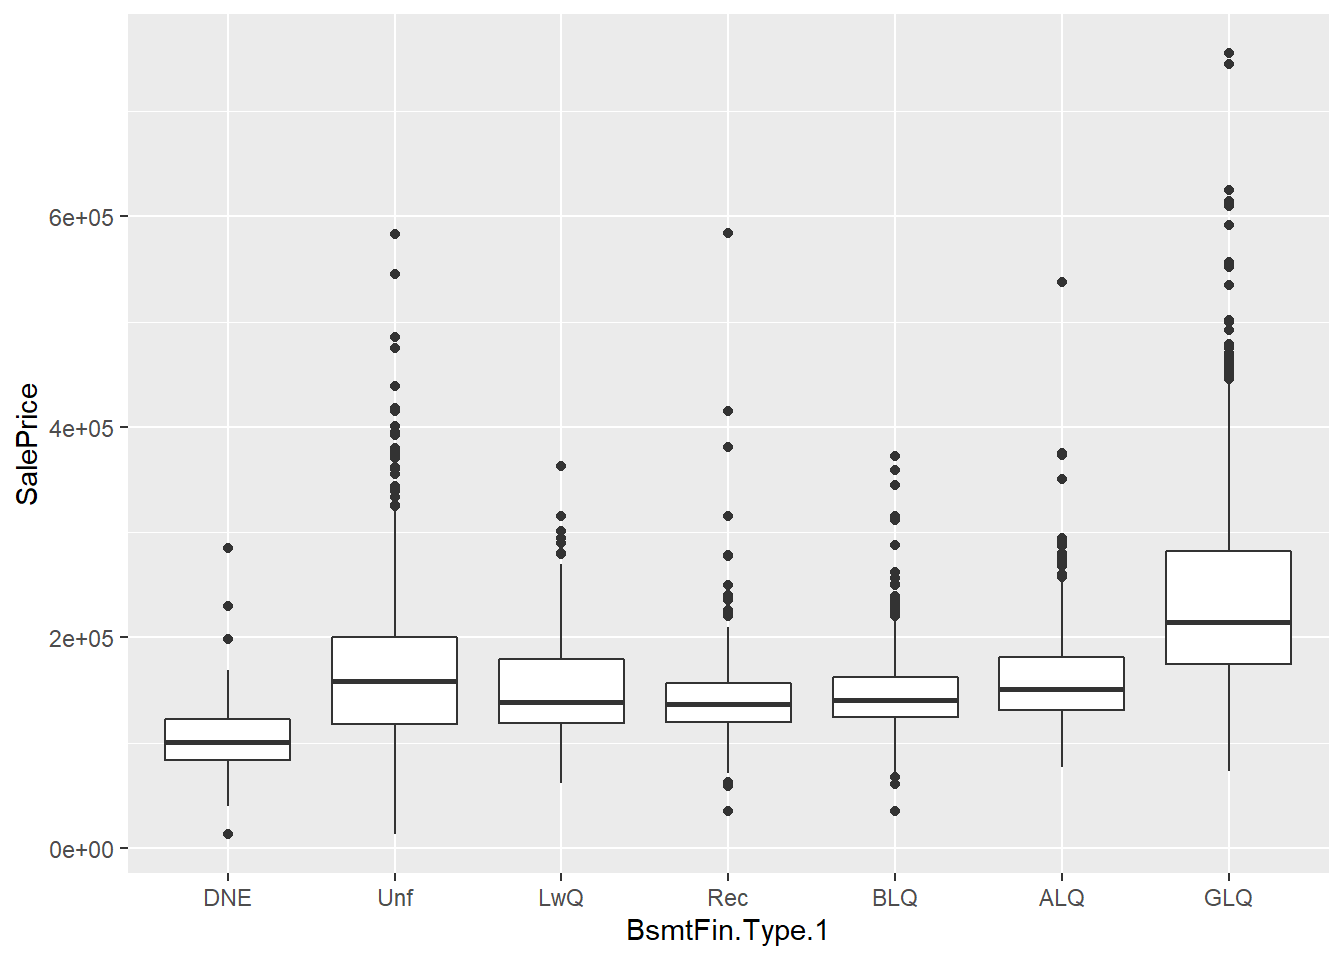 SalePrice
6e+05
4e+05
2e+05
0e+00
DNE Unf LwQ Rec BLQ ALQ GLQ
BsmtFin.Type.1